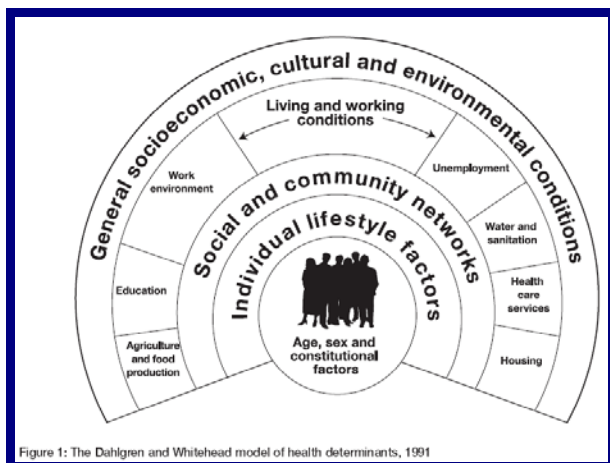 General socioeconomic, cultural and environmental conditions
Living and working
conditions
Work
environment
Unemployment
Social and community networks
Water and
sanitation
Individual lifestyle factors
Education
Health
care
services
Agriculture
and food
production
Age, sex and
constitutional
factors
Housing
Figure 1: The Dahlgren and Whitehead model of health determinants, 1991